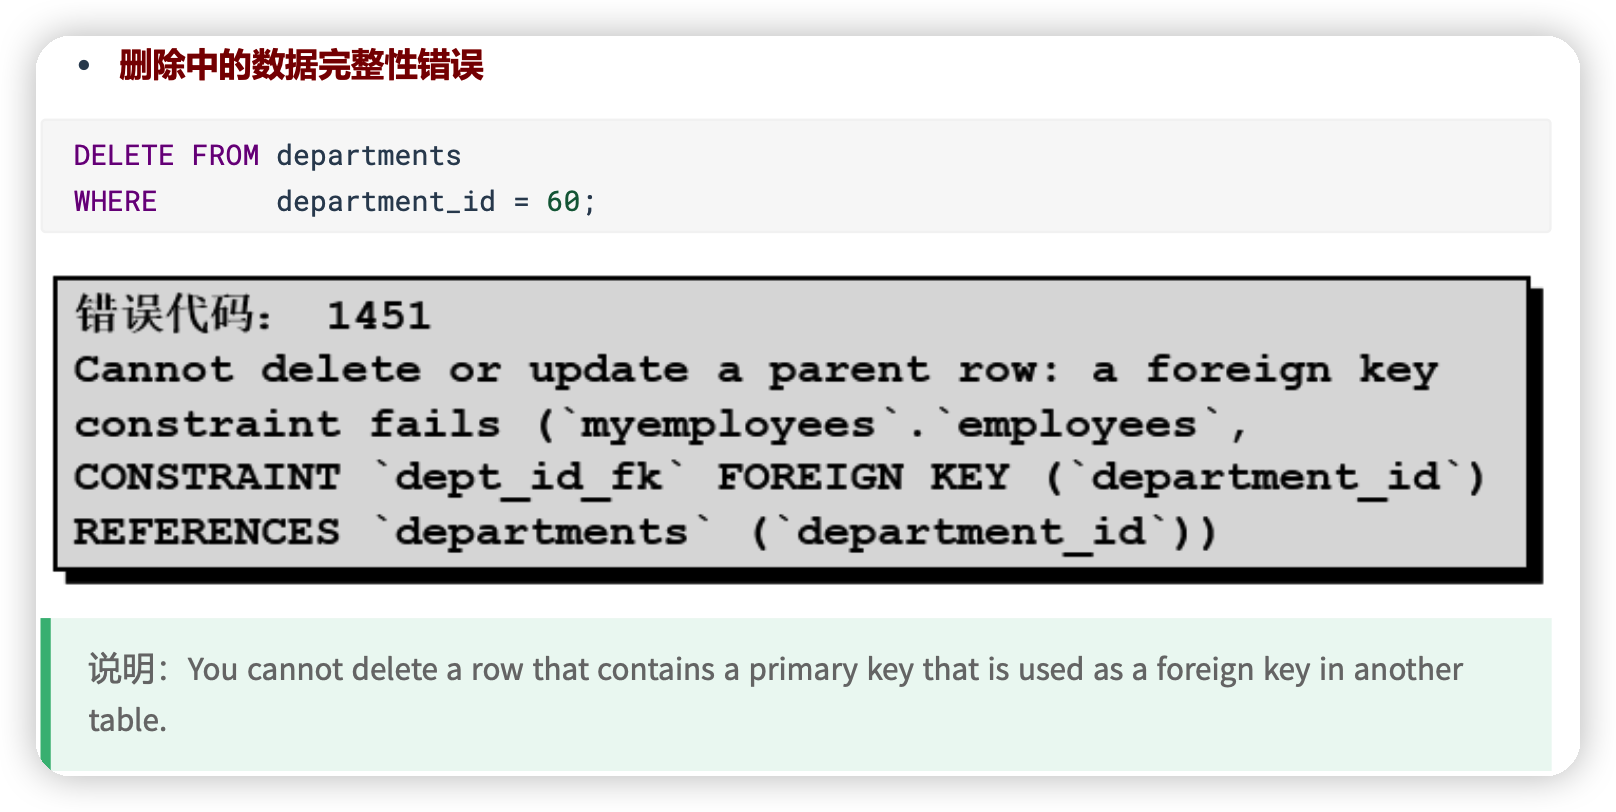 • 删除中的数据完整性错误
DELETE FROM departments
WHERE       department_id = 60;
错误代码： 1451
Cannot delete or update a parent row: a foreign key
constraint fails (`myemployees`.`employees`,
CONSTRAINT `dept_id_fk` FOREIGN KEY (`department_id`)
REFERENCES `departments` (`department_id`))
说明：You cannot delete a row that contains a primary key that is used as a foreign key in another
table.